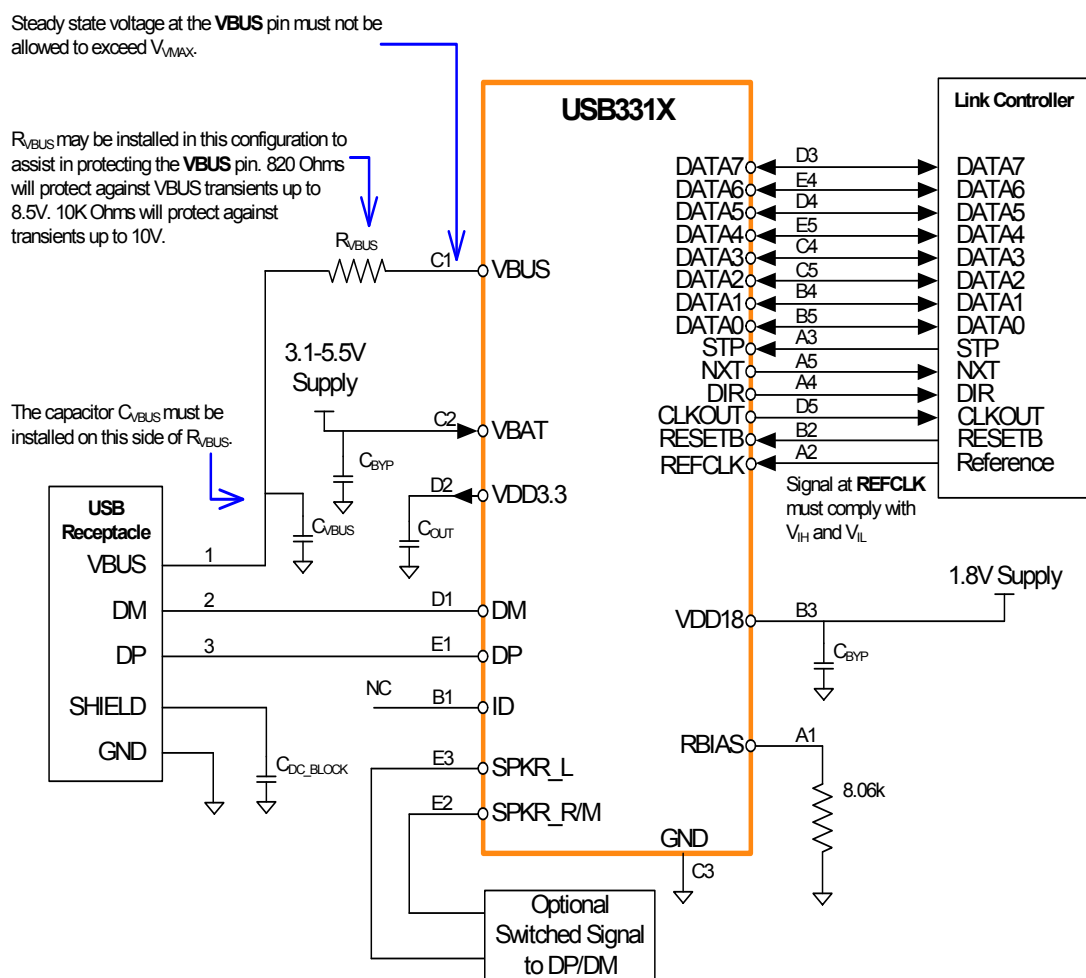 Steady state voltage at the VBUS pin must not be
allowed to exceed VVMAX.
RVBUS may be installed in this configuration to
assist in protecting the VBUS pin. 820 Ohms
will protect against VBUS transients up to
8.5V. 10K Ohms will protect against
transients up to 10V.
RVBUS
C1
VBUS
3.1-5.5V
Supply
The capacitor CVBUS must be
installed on this side of RVBUS.
C2
VBAT
CBYP
D2
VDD3.3
COUT
CVBUS
USB
Receptacle
VBUS
1
DM
2
D1
DM
DP
3
E1
DP
NC
B1
ID
SHIELD
GND
CDC_BLOCK
E3
SPKR_L
E2
SPKR_R/M
USB331X
Link Controller
DATA7
D3
DATA7
DATA6
E4
DATA6
DATA5
D4
DATA5
DATA4
E5
DATA4
DATA3
C4
DATA3
DATA2
C5
DATA2
DATA1
B4
DATA1
DATA0
B5
DATA0
STP
A3
STP
NXT
A5
NXT
DIR
A4
DIR
CLKOUT
D5
CLKOUT
RESETB
B2
RESETB
REFCLK
A2
Reference
Signal at REFCLK
must comply with
VIH and VIL
1.8V Supply
VDD18
B3
CBYP
RBIAS
A1
8.06k
GND
C3
Optional
Switched Signal
to DP/DM